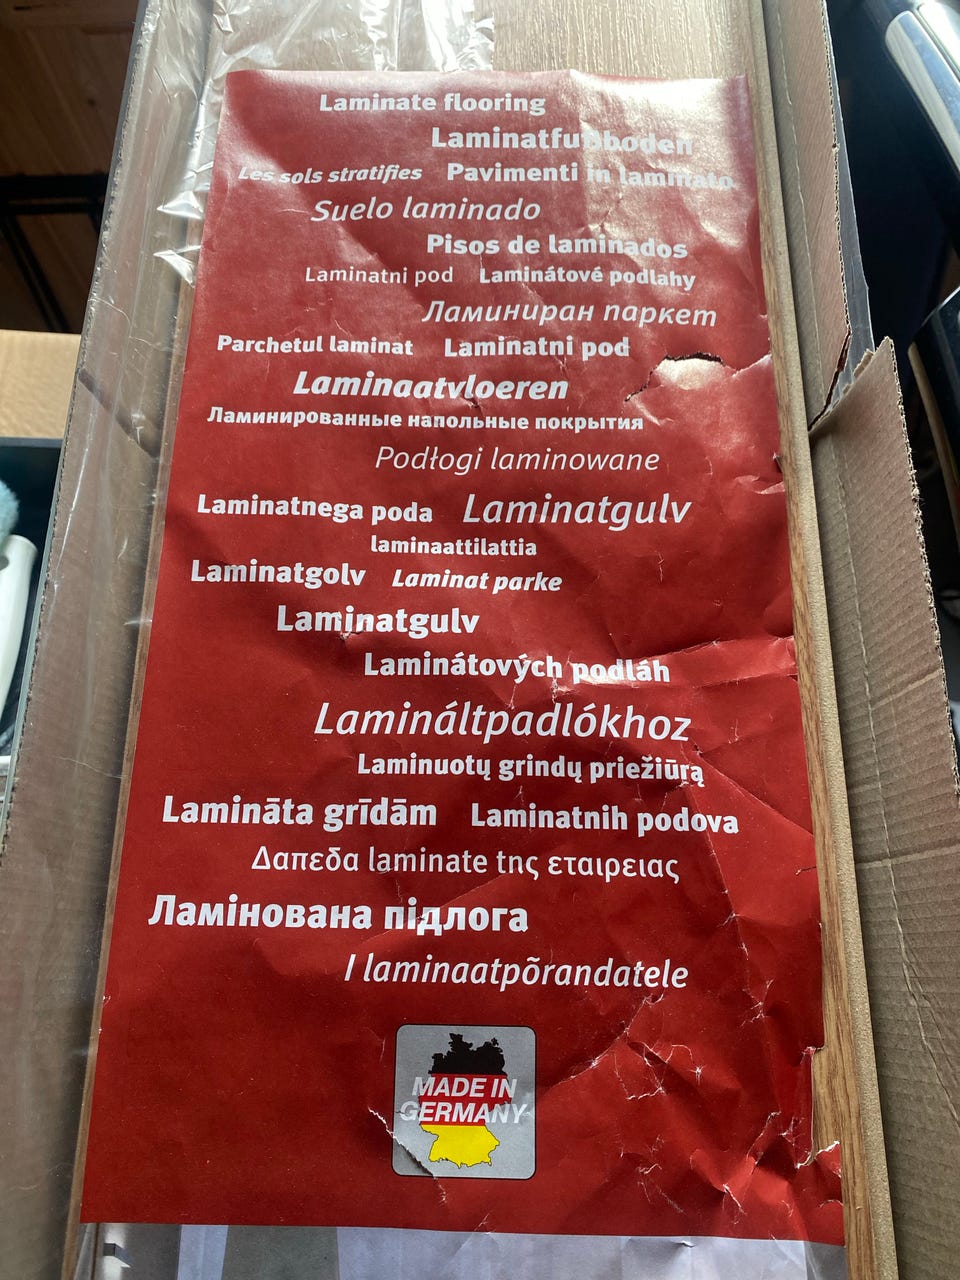 Laminate flooring
Laminatfußboden
Les sols stratifies Pavimenti in laminato
Suelo laminado
Pisos de laminados
Laminatni pod Laminátové podlahy
Ламиниран паркет
Parchetul laminat Laminatni pod
Laminaatvloeren
Ламинированные напольные покрытия
Podłogi laminowane
Laminatnega poda Laminatgulv
laminaattilattia
Laminatgolv Laminat parke
Laminatgulv
Laminátových podláh
Lamináltpadlókhoz
Laminuotų grindų priežiūrą
Lamināta grīdām Laminatnih podova
Δαπεδα laminate της εταιρειας
Ламінована підлога
I laminaatpõrandatele
MADE IN
GERMANY